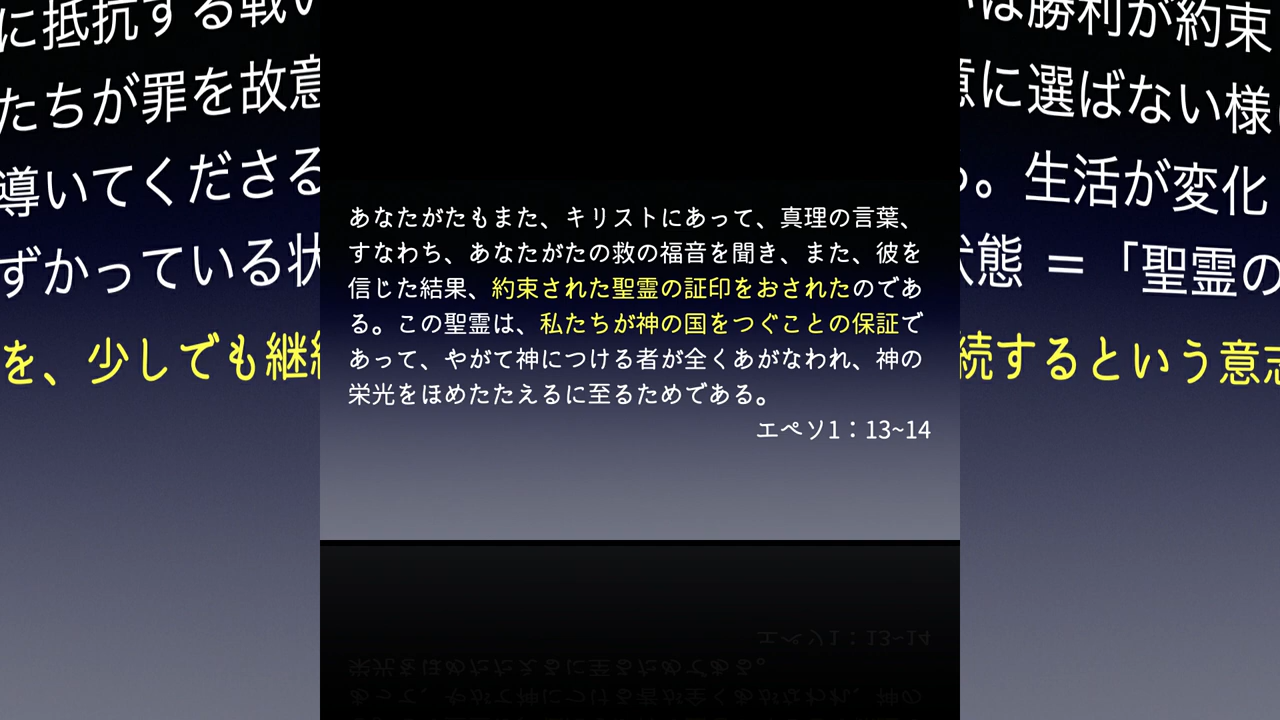 に抵抗する戦の
たちが罪を故意
導いてくださる
ずかっている状
を、少しでも継続
あなたがたもまた、キリストにあって、真理の言葉、
すなわち、あなたがたの救の福音を聞き、また、彼を
信じた結果、約束された聖霊の証印をおされたのであ
る。この聖霊は、私たちが神の国をつぐことの保証で
あって、やがて神につける者が全くあがなわれ、神の
栄光をほめたたえるに至るためである。
エペソ1：13~14
は勝利が約束
意に選ばない様に
る。生活が変化
状態 ＝「聖霊の
続するという意志